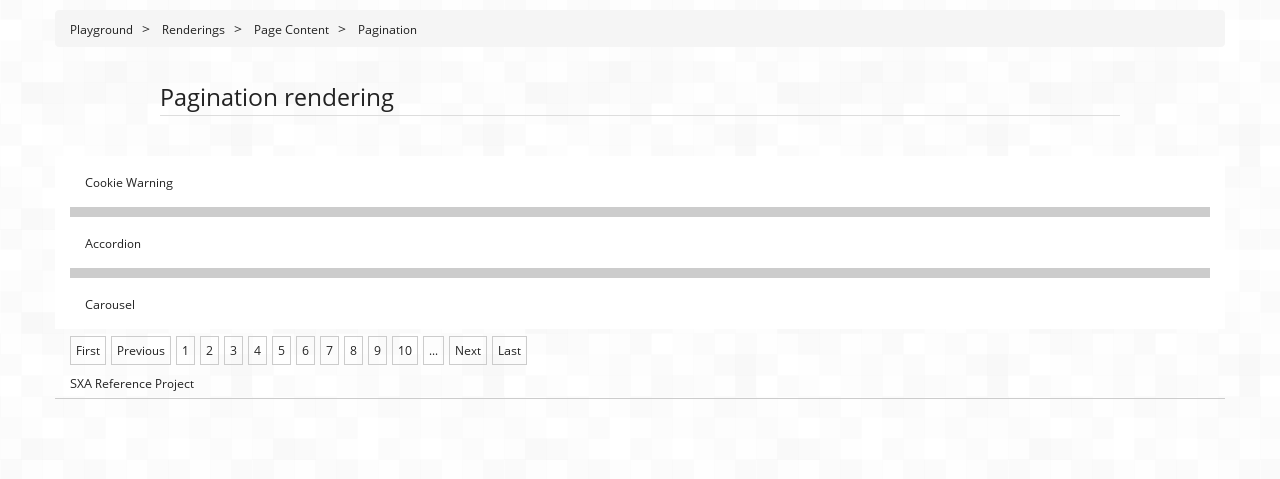 Playground > Renderings > Page Content > Pagination
Pagination rendering
Cookie Warning
Accordion
Carousel
First Previous 1 2 3 4 5 6 7 8 9 10 ... Next Last
SXA Reference Project